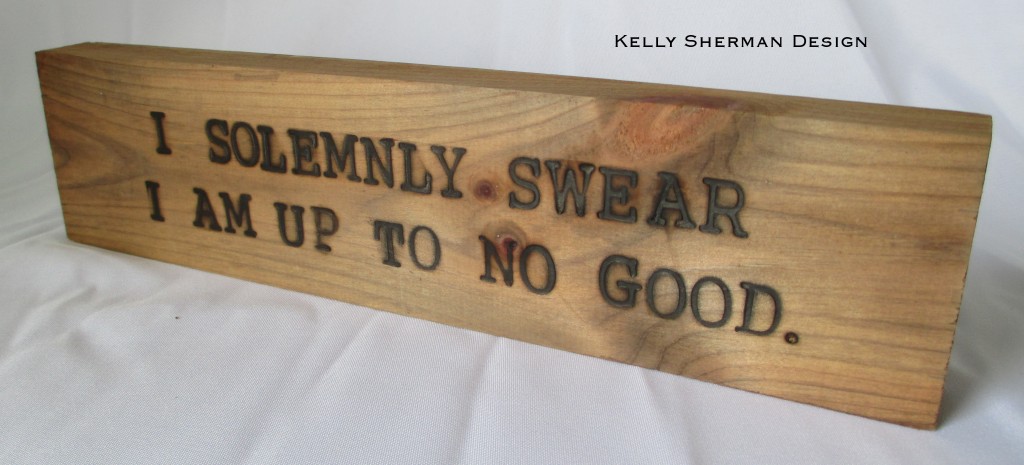 Kelly Sherman Design
I SOLEMNLY SWEAR
I AM UP TO NO GOOD.